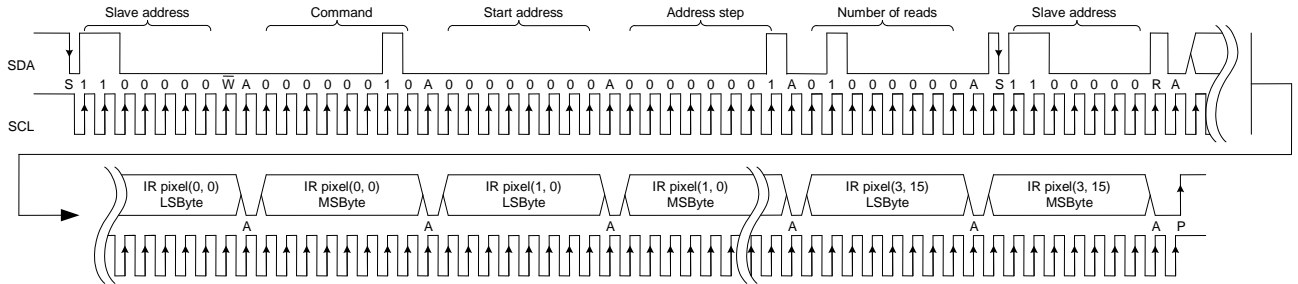 Slave address Command Start address Address step Number of reads Slave address
SDA
S 1 1 0 0 0 0 0 W̅ A 0 0 0 0 0 0 1 0 A 0 0 0 0 0 0 0 0 A 0 0 0 0 0 0 0 1 A 0 1 0 0 0 0 0 0 A S 1 1 0 0 0 0 0 R A
SCL
IR pixel(0, 0) IR pixel(0, 0) IR pixel(1, 0) IR pixel(1, 0) IR pixel(3, 15) IR pixel(3, 15)
LSByte MSByte LSByte MSByte LSByte MSByte
A A A A A A P